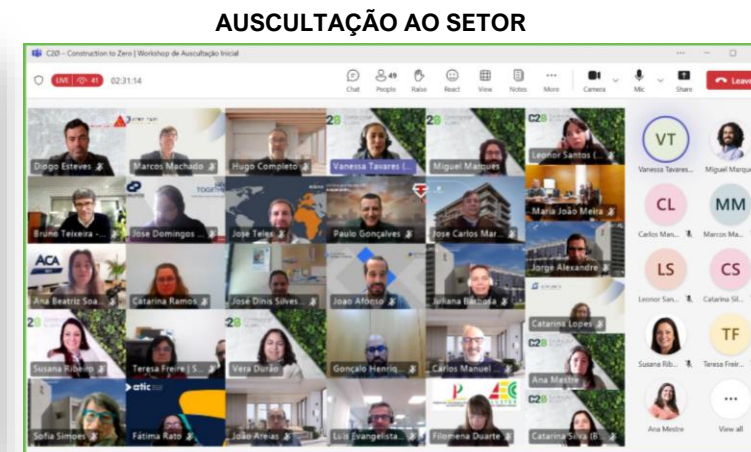 AUSCULTAÇÃO AO SETOR
C2Ø – Construction to Zero | Workshop de Auscultação Inicial
LIVE 41 02:31:14
Chat 49 People Raise React View Notes More Camera Mic Share Leave
Diogo Esteves Marcos Machado Hugo Completo Vanessa Tavares (... Miguel Marques Leonor Santos (...
Bruno Teixeira -... Jose Domingos ... Jose Teles Paulo Gonçalves Jose Carlos Mar... Maria João Meira
ACA
Ana Beatriz Soa... Catarina Ramos José Dinis Silves... Joao Afonso Juliana Barbosa Jorge Alexandre
Susana Ribeiro Teresa Freire | S... Vera Durão Gonçalo Henriq... Carlos Manuel Catarina Lopes
Ana Mestre
atic
Sofia Simoes Fátima Rato João Areias Luis Evangelista... Filomena Duarte Catarina Silva (B...
VT
Vanessa Tavares... Miguel Marqu
CL MM
Carlos Man... Marcos Ma...
LS CS
Leonor San... Catarina Sil...
TF
Susana Rib... Teresa Freir...
Ana Mestre View all